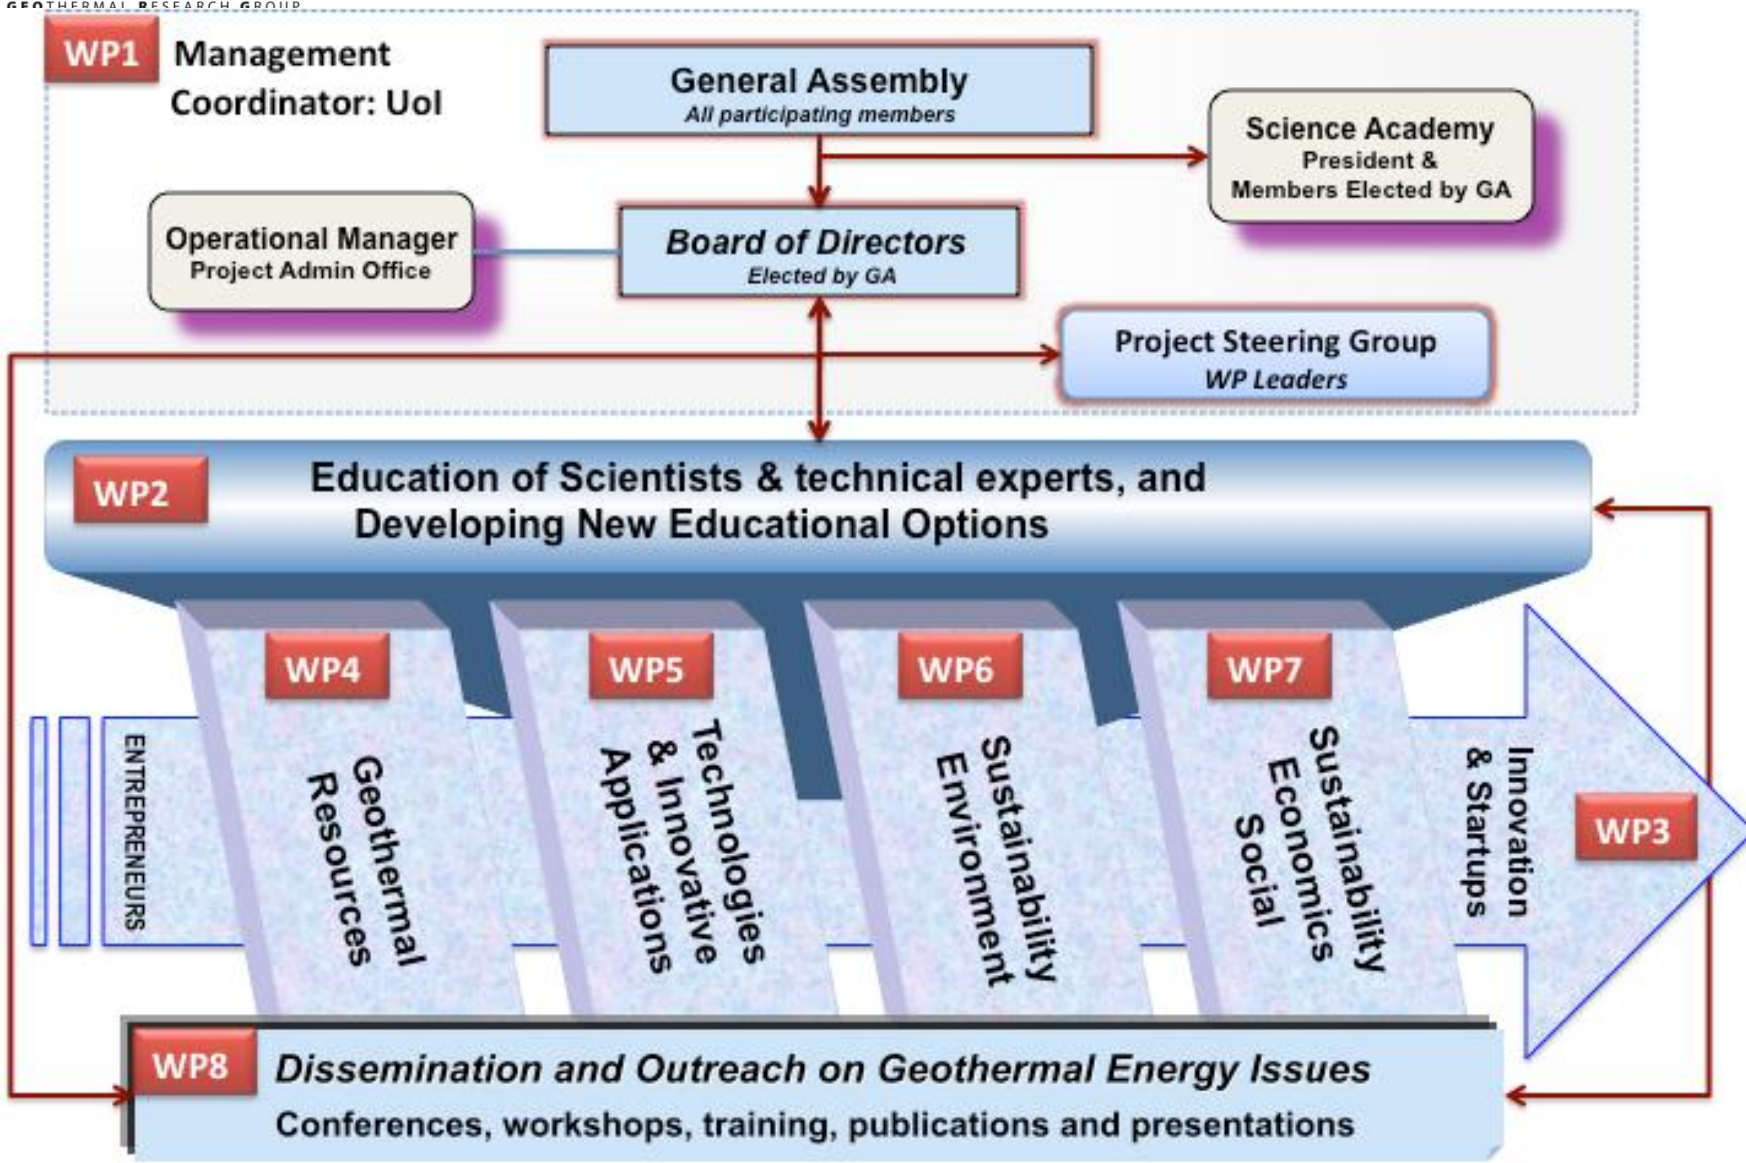 GEOTHERMAL RESEARCH GROUP
WP1
Management
Coordinator: UoI
General Assembly
All participating members
Science Academy
President &
Members Elected by GA
Operational Manager
Project Admin Office
Board of Directors
Elected by GA
Project Steering Group
WP Leaders
WP2
Education of Scientists & technical experts, and
Developing New Educational Options
WP4
WP5
WP6
WP7
ENTREPRENEURS
Geothermal
Resources
Technologies
& Innovative
Applications
Sustainability
Environment
Sustainability
Economics
Social
Innovation
& Startups
WP3
WP8
Dissemination and Outreach on Geothermal Energy Issues
Conferences, workshops, training, publications and presentations